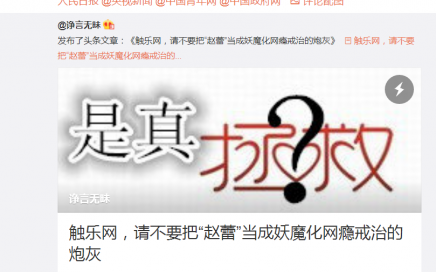 人民日报 @央视新闻 @中国青年网 @中国政府网 评论配图
@诤言无昧
发布了头条文章：《触乐网，请不要把“赵蕾”当成妖魔化网瘾戒治的炮灰》 触乐网，请不要
把“赵蕾”当成妖魔化网瘾戒治的...
是真拯救?
诤言无昧
触乐网，请不要把“赵蕾”当成妖魔化网瘾戒治的
炮灰